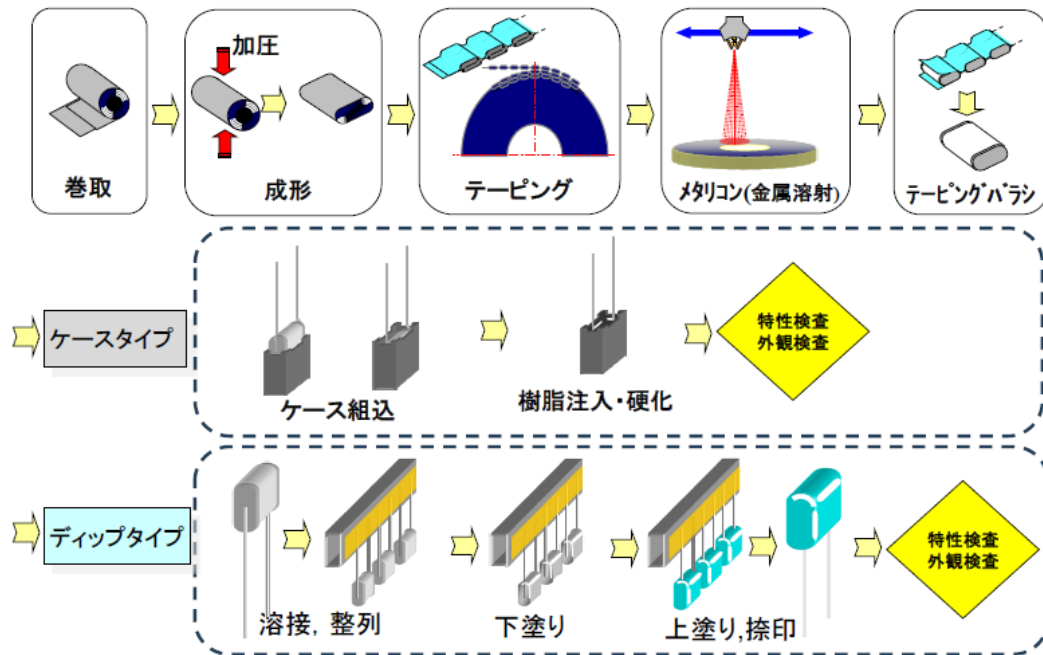 加圧
巻取
成形
テーピング
メタリコン(金属溶射)
テーピングバラシ
ケースタイプ
ケース組込
樹脂注入・硬化
特性検査
外観検査
ディップタイプ
溶接, 整列
下塗り
上塗り,捺印
特性検査
外観検査